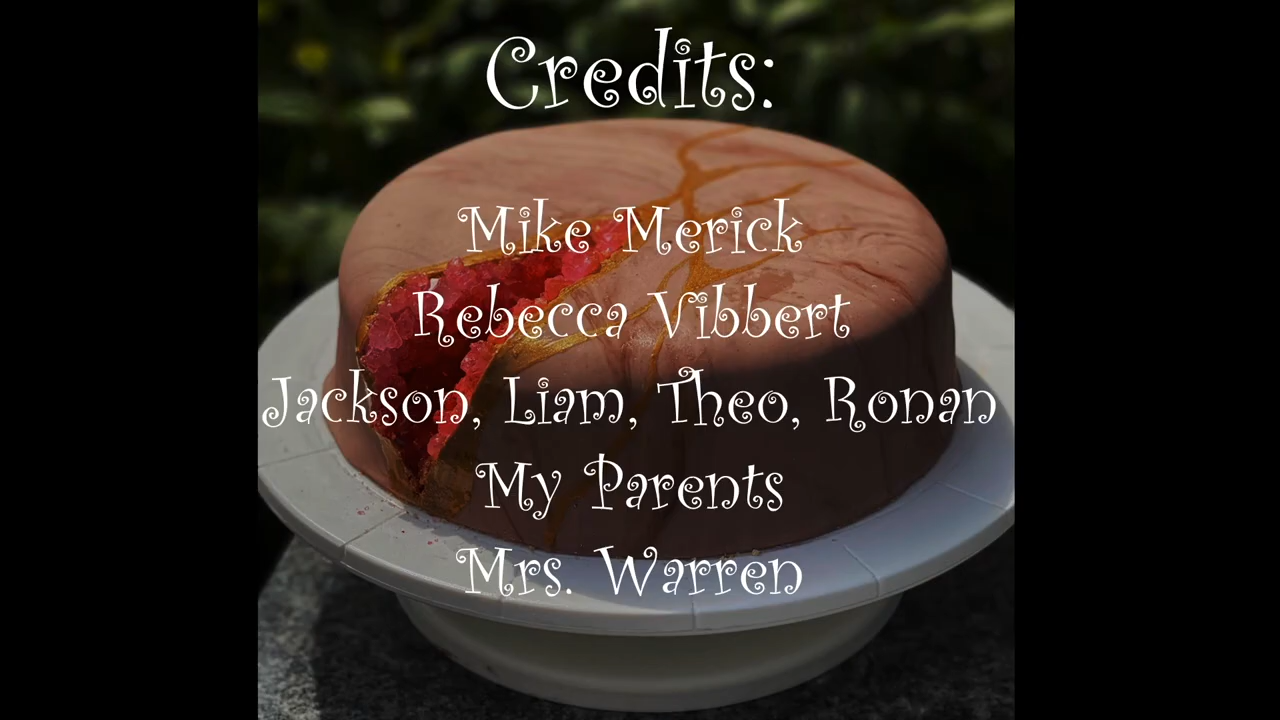 Credits:
Mike Merick
Rebecca Vibbert
Jackson, Liam, Theo, Ronan
My Parents
Mrs. Warren